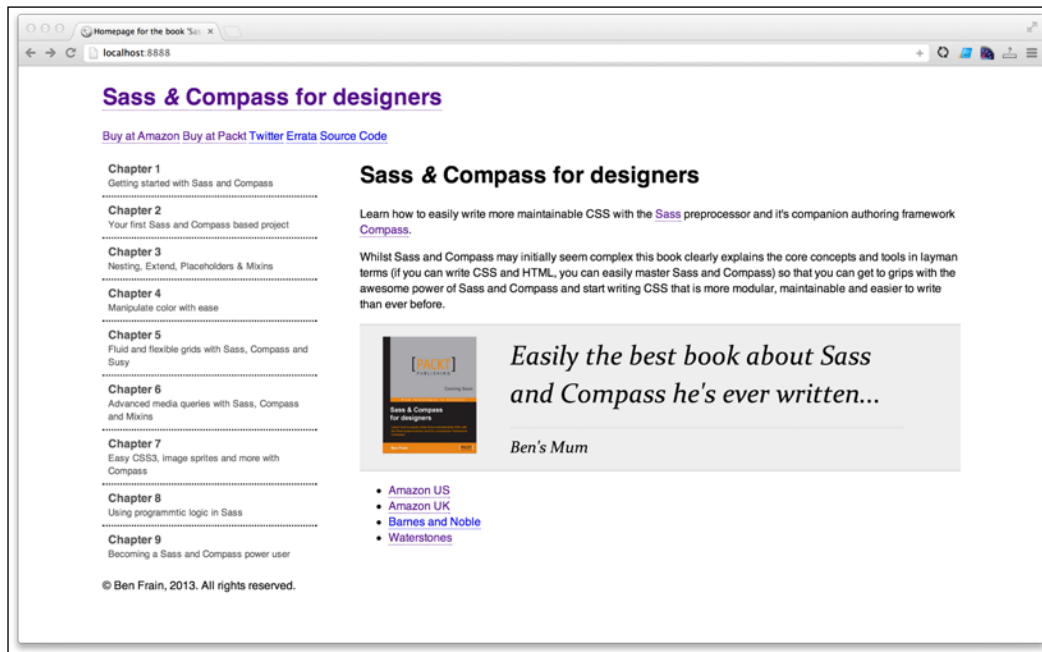 Homepage for the book 'Sas
localhost:8888
Sass & Compass for designers
Buy at Amazon Buy at Packt Twitter Errata Source Code
Chapter 1
Getting started with Sass and Compass
Chapter 2
Your first Sass and Compass based project
Chapter 3
Nesting, Extend, Placeholders & Mixins
Chapter 4
Manipulate color with ease
Chapter 5
Fluid and flexible grids with Sass, Compass and
Susy
Chapter 6
Advanced media queries with Sass, Compass
and Mixins
Chapter 7
Easy CSS3, image sprites and more with
Compass
Chapter 8
Using programmtic logic in Sass
Chapter 9
Becoming a Sass and Compass power user
Sass & Compass for designers
Learn how to easily write more maintainable CSS with the Sass preprocessor and it's companion authoring framework
Compass.
Whilst Sass and Compass may initially seem complex this book clearly explains the core concepts and tools in layman
terms (if you can write CSS and HTML, you can easily master Sass and Compass) so that you can get to grips with the
awesome power of Sass and Compass and start writing CSS that is more modular, maintainable and easier to write
than ever before.
[PACKT]
PUBLISHING
Coming Soon
Sass & Compass
for designers
Ben Frain
Easily the best book about Sass
and Compass he's ever written...
Ben's Mum
Amazon US
Amazon UK
Barnes and Noble
Waterstones
© Ben Frain, 2013. All rights reserved.